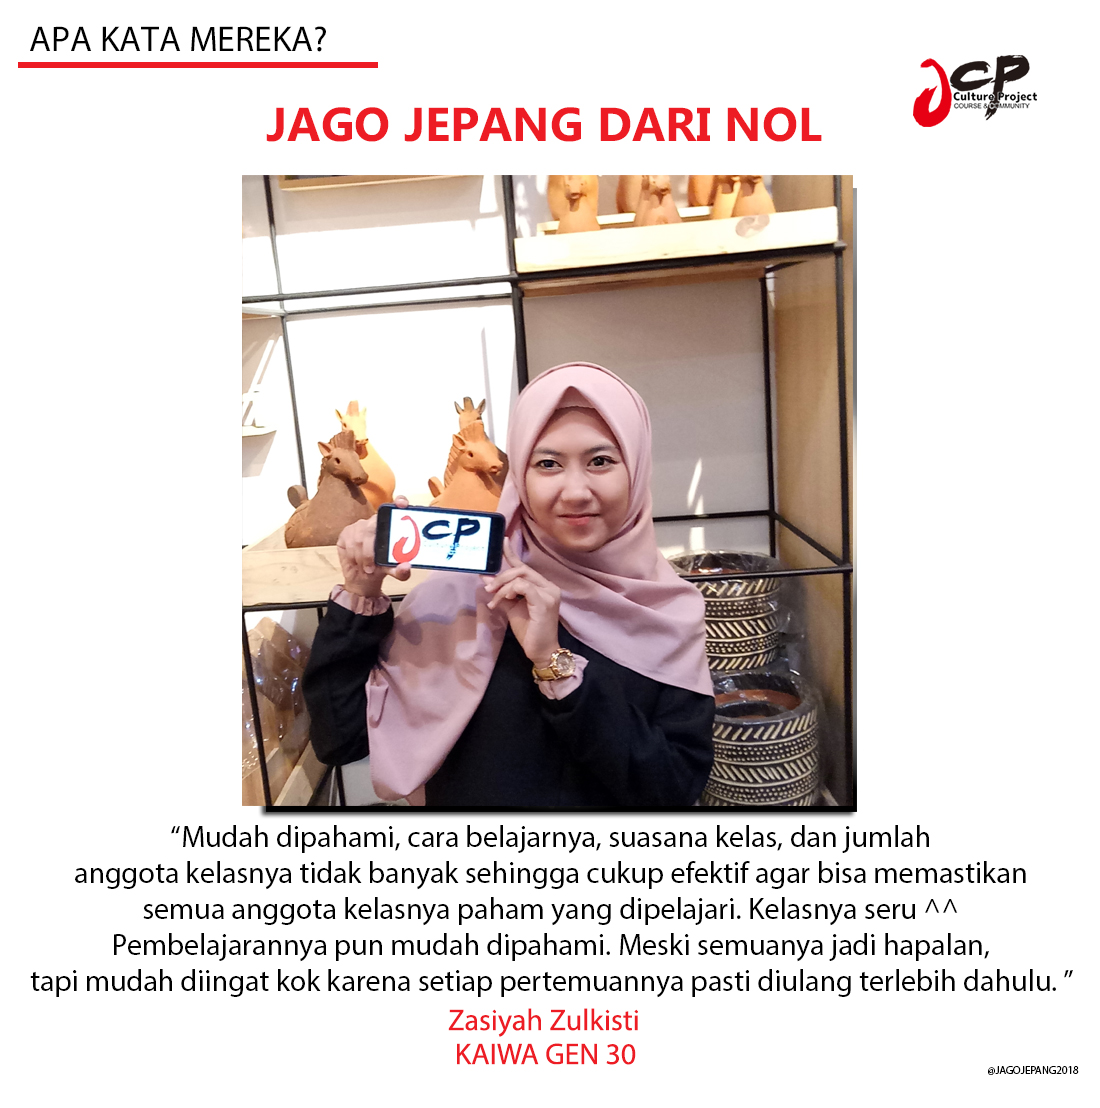 APA KATA MEREKA?
JCP
Culture Project
COURSE & COMMUNITY
JAGO JEPANG DARI NOL
JCP
“Mudah dipahami, cara belajarnya, suasana kelas, dan jumlah
anggota kelasnya tidak banyak sehingga cukup efektif agar bisa memastikan
semua anggota kelasnya paham yang dipelajari. Kelasnya seru ^^
Pembelajarannya pun mudah dipahami. Meski semuanya jadi hapalan,
tapi mudah diingat kok karena setiap pertemuannya pasti diulang terlebih dahulu. ”
Zasiyah Zulkisti
KAIWA GEN 30
@JAGOJEPANG2018